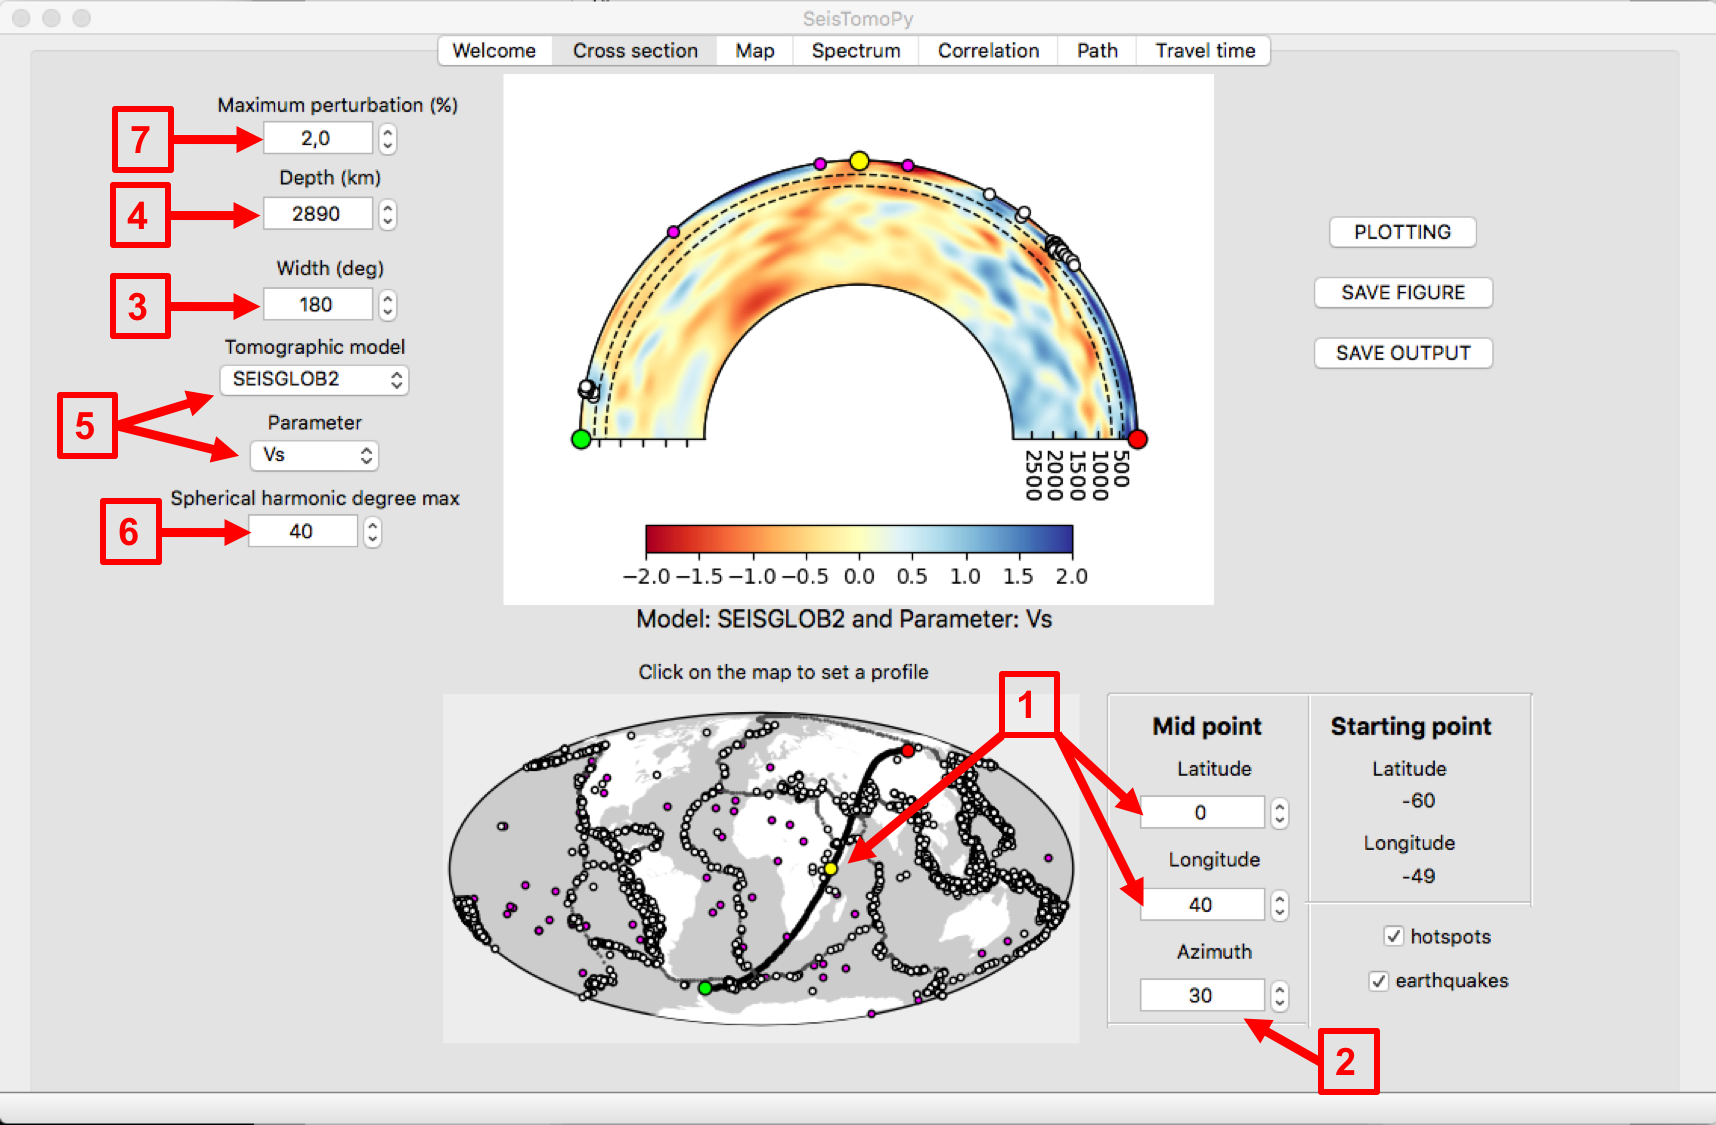 SeisTomoPy
Welcome Cross section Map Spectrum Correlation Path Travel time
Maximum perturbation (%)
7
2,0
Depth (km)
4
2890
Width (deg)
3
180
Tomographic model
SEISGLOB2
5
Parameter
Vs
Spherical harmonic degree max
6
40
2500
2000
1500
1000
500
−2.0 −1.5 −1.0 −0.5 0.0 0.5 1.0 1.5 2.0
Model: SEISGLOB2 and Parameter: Vs
PLOTTING
SAVE FIGURE
SAVE OUTPUT
Click on the map to set a profile
1
Mid point
Latitude
0
Longitude
40
Azimuth
30
2
Starting point
Latitude
-60
Longitude
-49
hotspots
earthquakes